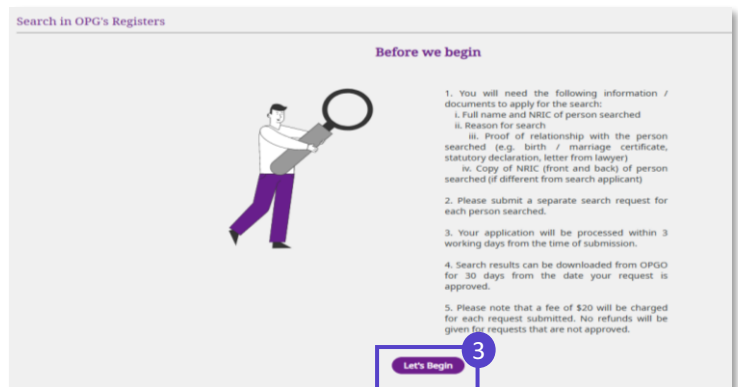 Search in OPG's Registers
Before we begin
1. You will need the following information /
documents to apply for the search:
i. Full name and NRIC of person searched
ii. Reason for search
iii. Proof of relationship with the person
searched (e.g. birth / marriage certificate,
statutory declaration, letter from lawyer)
iv. Copy of NRIC (front and back) of person
searched (if different from search applicant)
2. Please submit a separate search request for
each person searched.
3. Your application will be processed within 3
working days from the time of submission.
4. Search results can be downloaded from OPGO
for 30 days from the date your request is
approved.
5. Please note that a fee of $20 will be charged
for each request submitted. No refunds will be
given for requests that are not approved.
3
Let's Begin